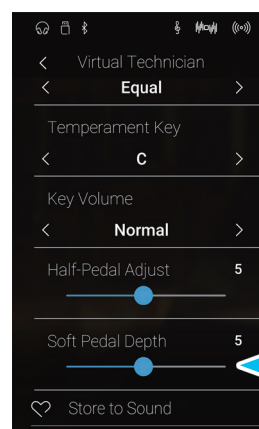 Virtual Technician
Equal
Temperament Key
C
Key Volume
Normal
Half-Pedal Adjust 5
Soft Pedal Depth 5
Store to Sound